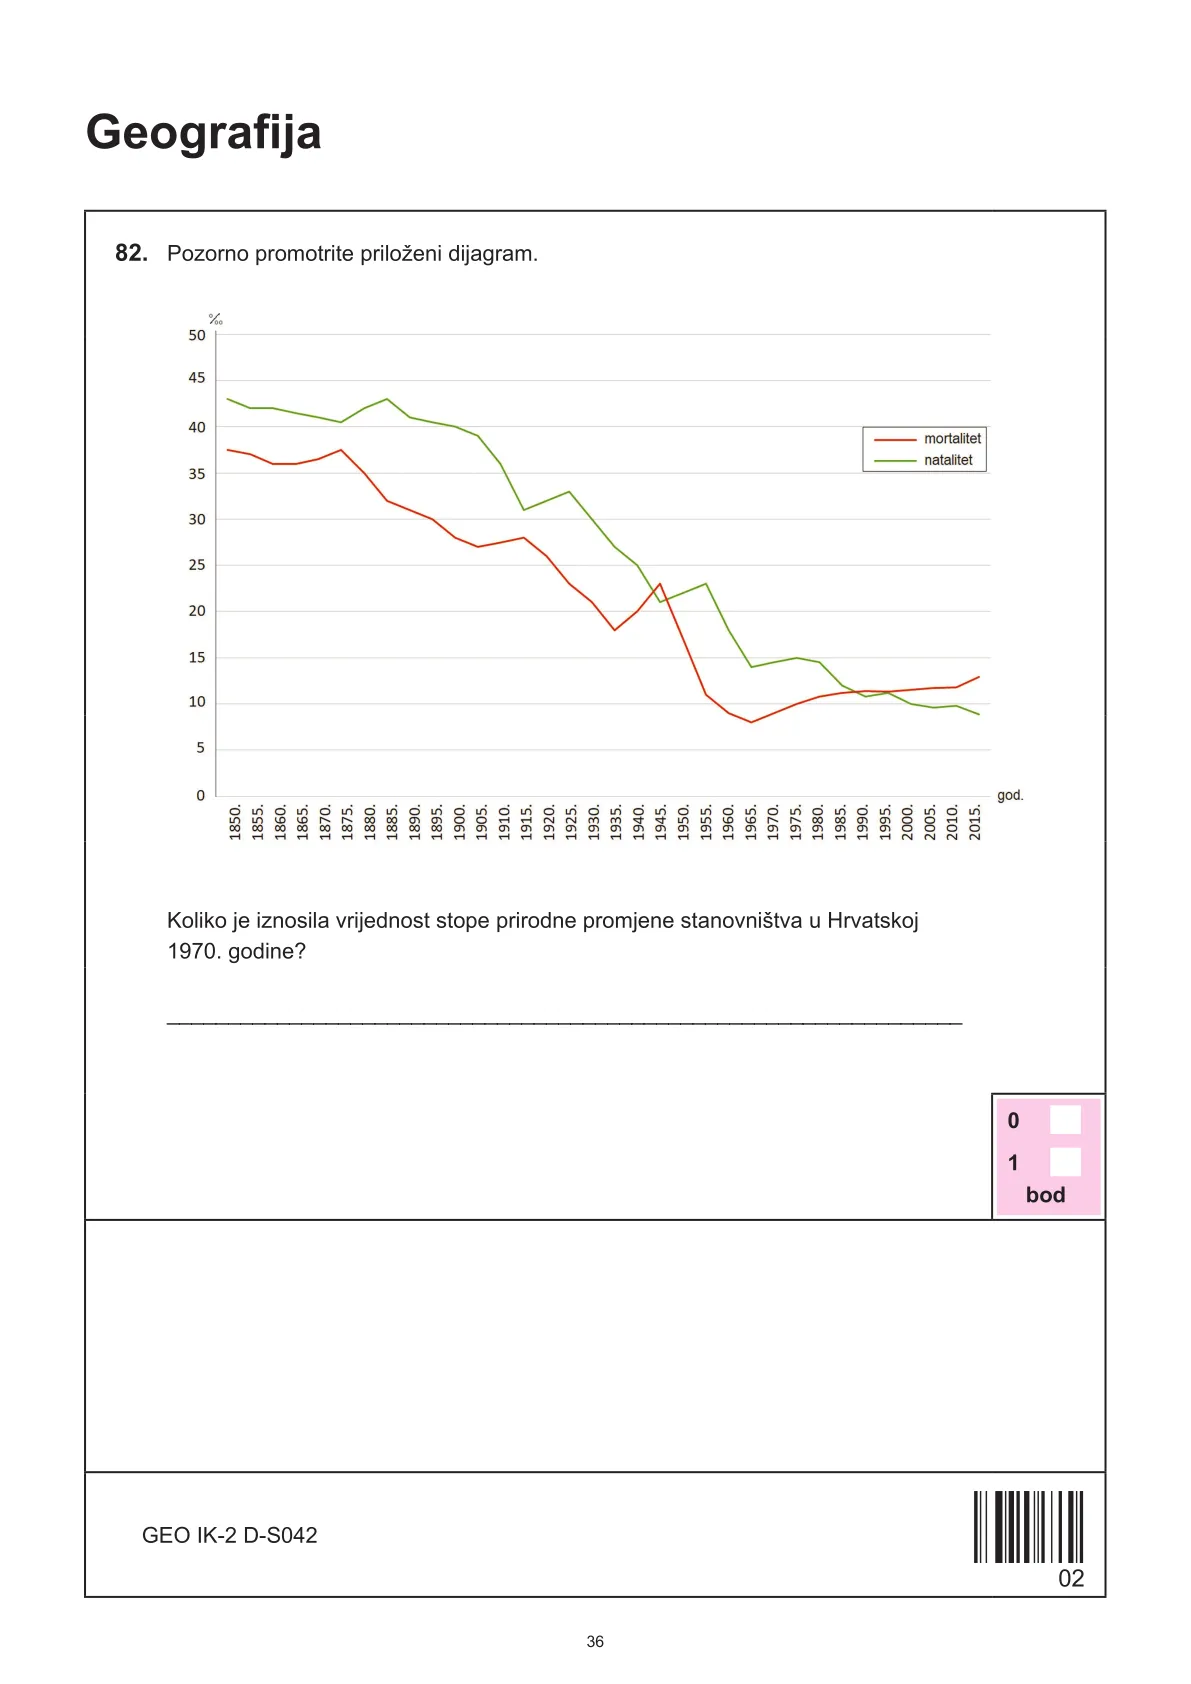 Geografija
82. Pozorno promotrite priloženi dijagram.
‰
50
45
40
35
30
25
20
15
10
5
0
mortalitet
natalitet
god.
1850. 1855. 1860. 1865. 1870. 1875. 1880. 1885. 1890. 1895. 1900. 1905. 1910. 1915. 1920. 1925. 1930. 1935. 1940. 1945. 1950. 1955. 1960. 1965. 1970. 1975. 1980. 1985. 1990. 1995. 2000. 2005. 2010. 2015.
Koliko je iznosila vrijednost stope prirodne promjene stanovništva u Hrvatskoj
1970. godine?
0
1
bod
GEO IK-2 D-S042
02
36